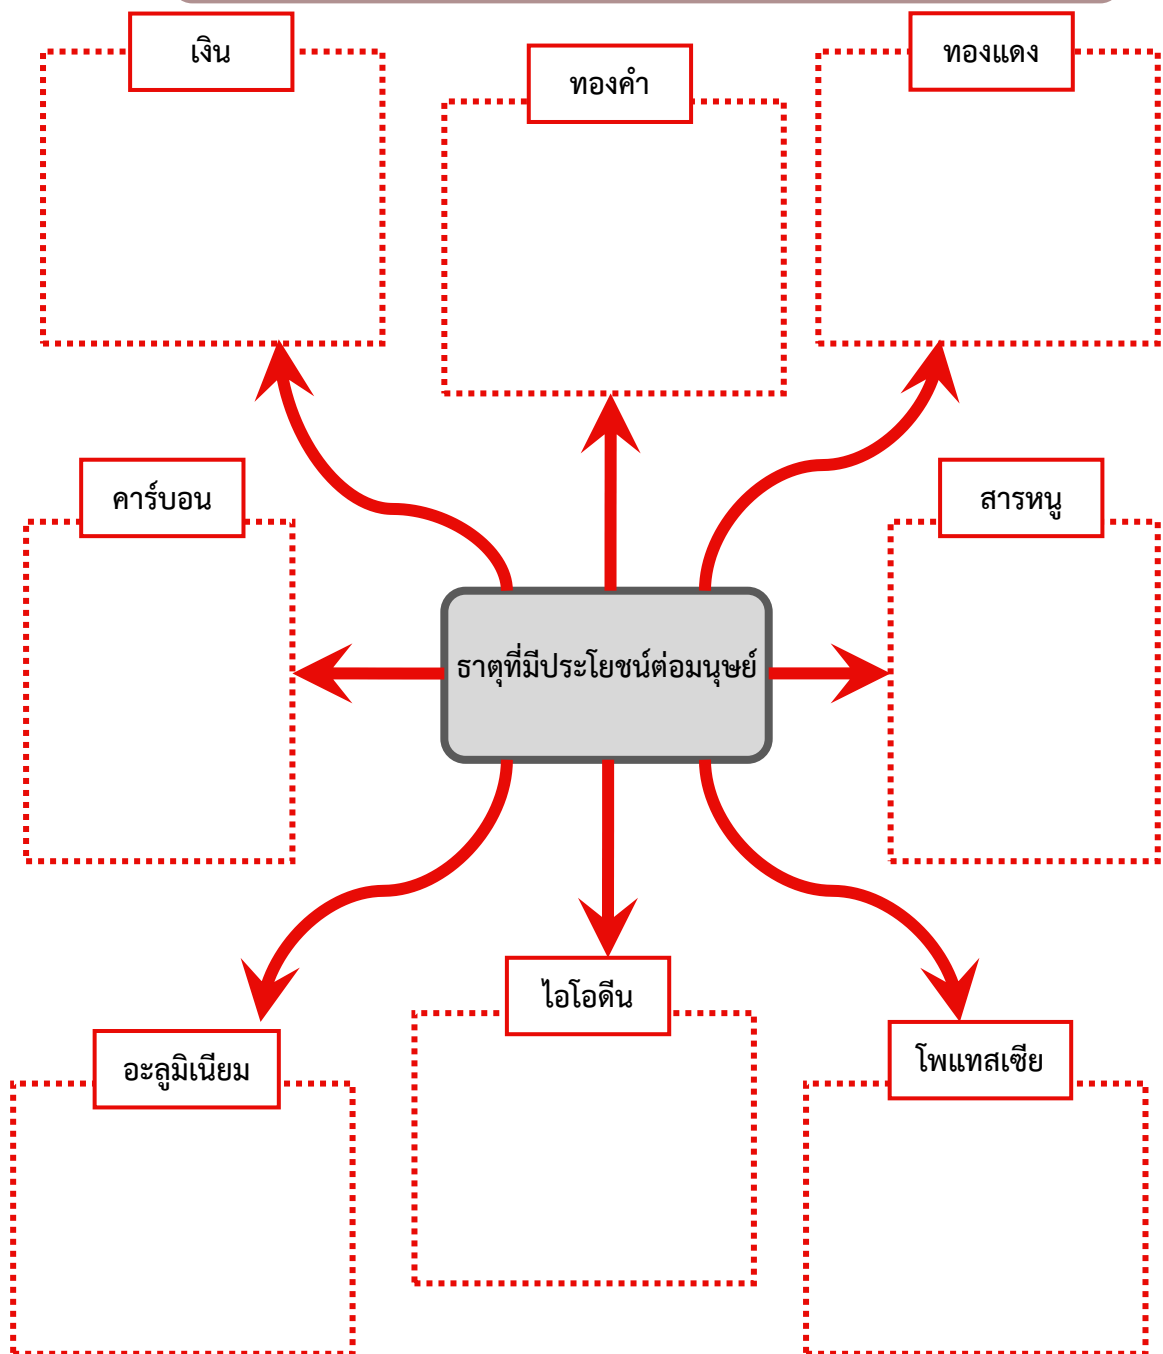 เงิน
ทองคำ
ทองแดง
คาร์บอน
สารหนู
ธาตุที่มีประโยชน์ต่อมนุษย์
อะลูมิเนียม
ไอโอดีน
โพแทสเซีย